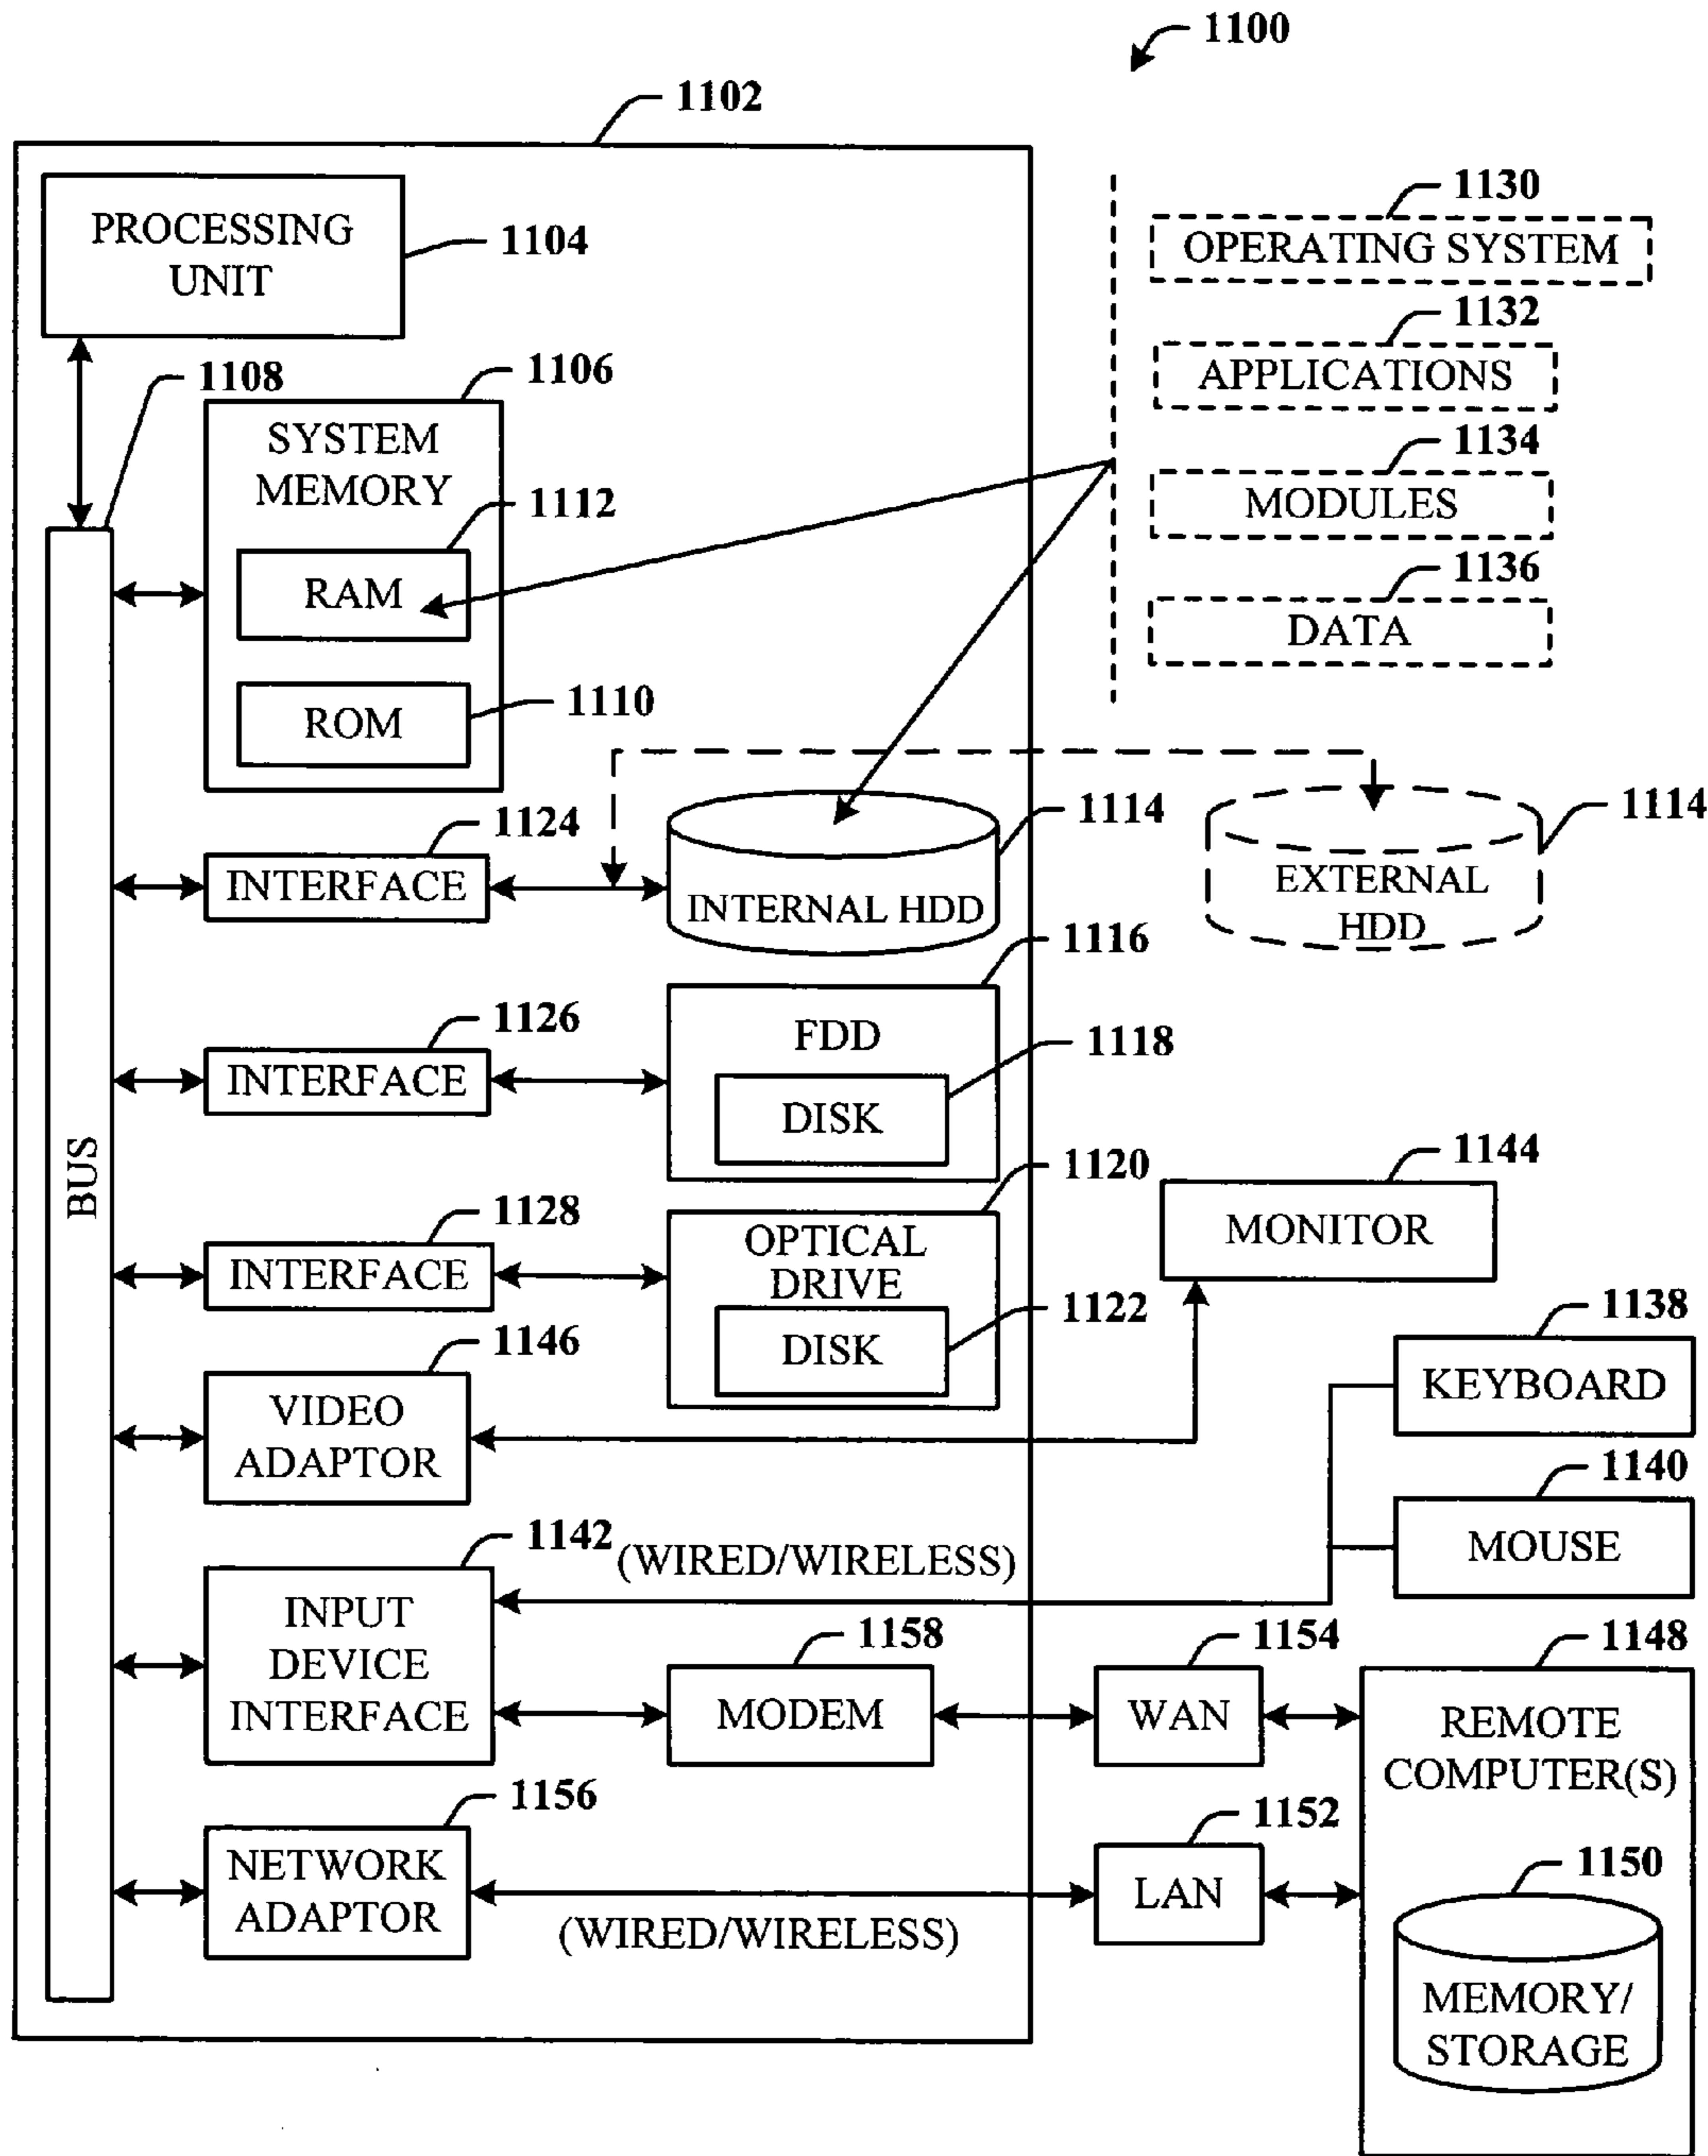 1100
1102
PROCESSING
UNIT
1104
1130
OPERATING SYSTEM
1132
APPLICATIONS
1134
MODULES
1136
DATA
1108
1106
SYSTEM
MEMORY
1112
RAM
1110
ROM
BUS
1124
INTERFACE
1114
INTERNAL HDD
1114
EXTERNAL
HDD
1126
INTERFACE
1116
FDD
1118
DISK
1128
INTERFACE
1120
OPTICAL
DRIVE
1122
DISK
1144
MONITOR
1146
VIDEO
ADAPTOR
1138
KEYBOARD
1140
MOUSE
1142
(WIRED/WIRELESS)
INPUT
DEVICE
INTERFACE
1158
MODEM
1154
WAN
1148
REMOTE
COMPUTER(S)
1156
NETWORK
ADAPTOR
(WIRED/WIRELESS)
1152
LAN
1150
MEMORY/
STORAGE